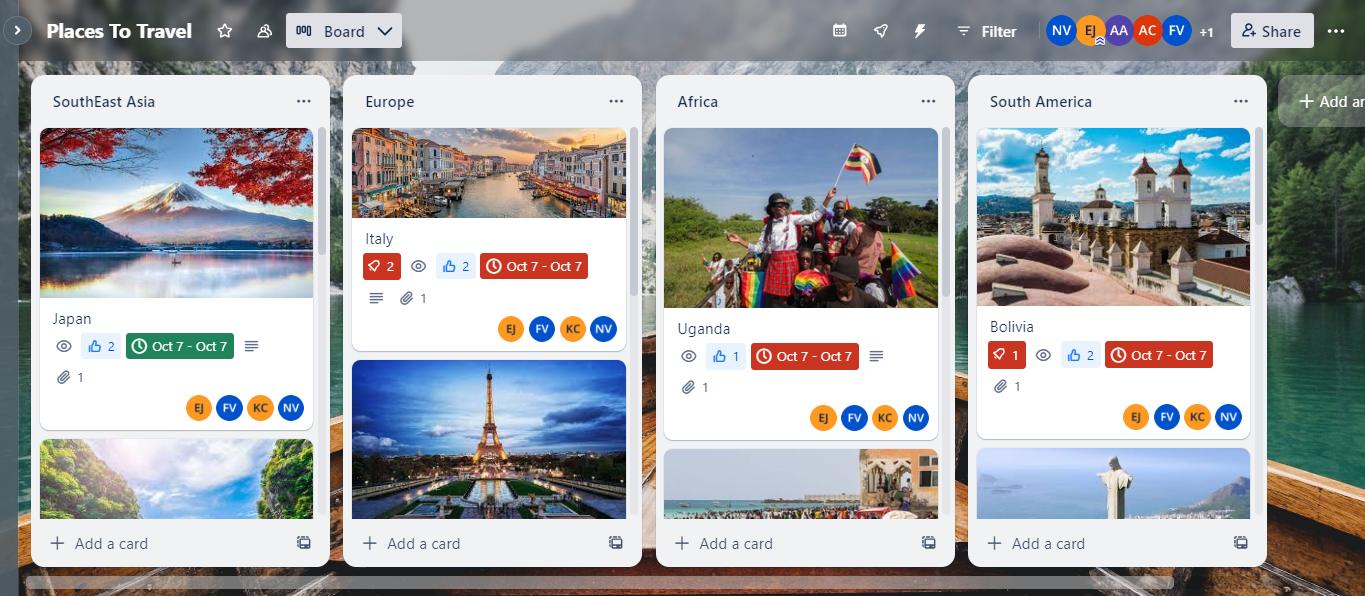 Places To Travel
Board
Filter
NV EJ AA AC FV +1
Share
SouthEast Asia
Japan
2 Oct 7 - Oct 7
1
EJ FV KC NV
Add a card
Europe
Italy
2 2 Oct 7 - Oct 7
1
EJ FV KC NV
Add a card
Africa
Uganda
1 Oct 7 - Oct 7
1
EJ FV KC NV
Add a card
South America
Bolivia
1 2 Oct 7 - Oct 7
1
EJ FV KC NV
Add a card
Add